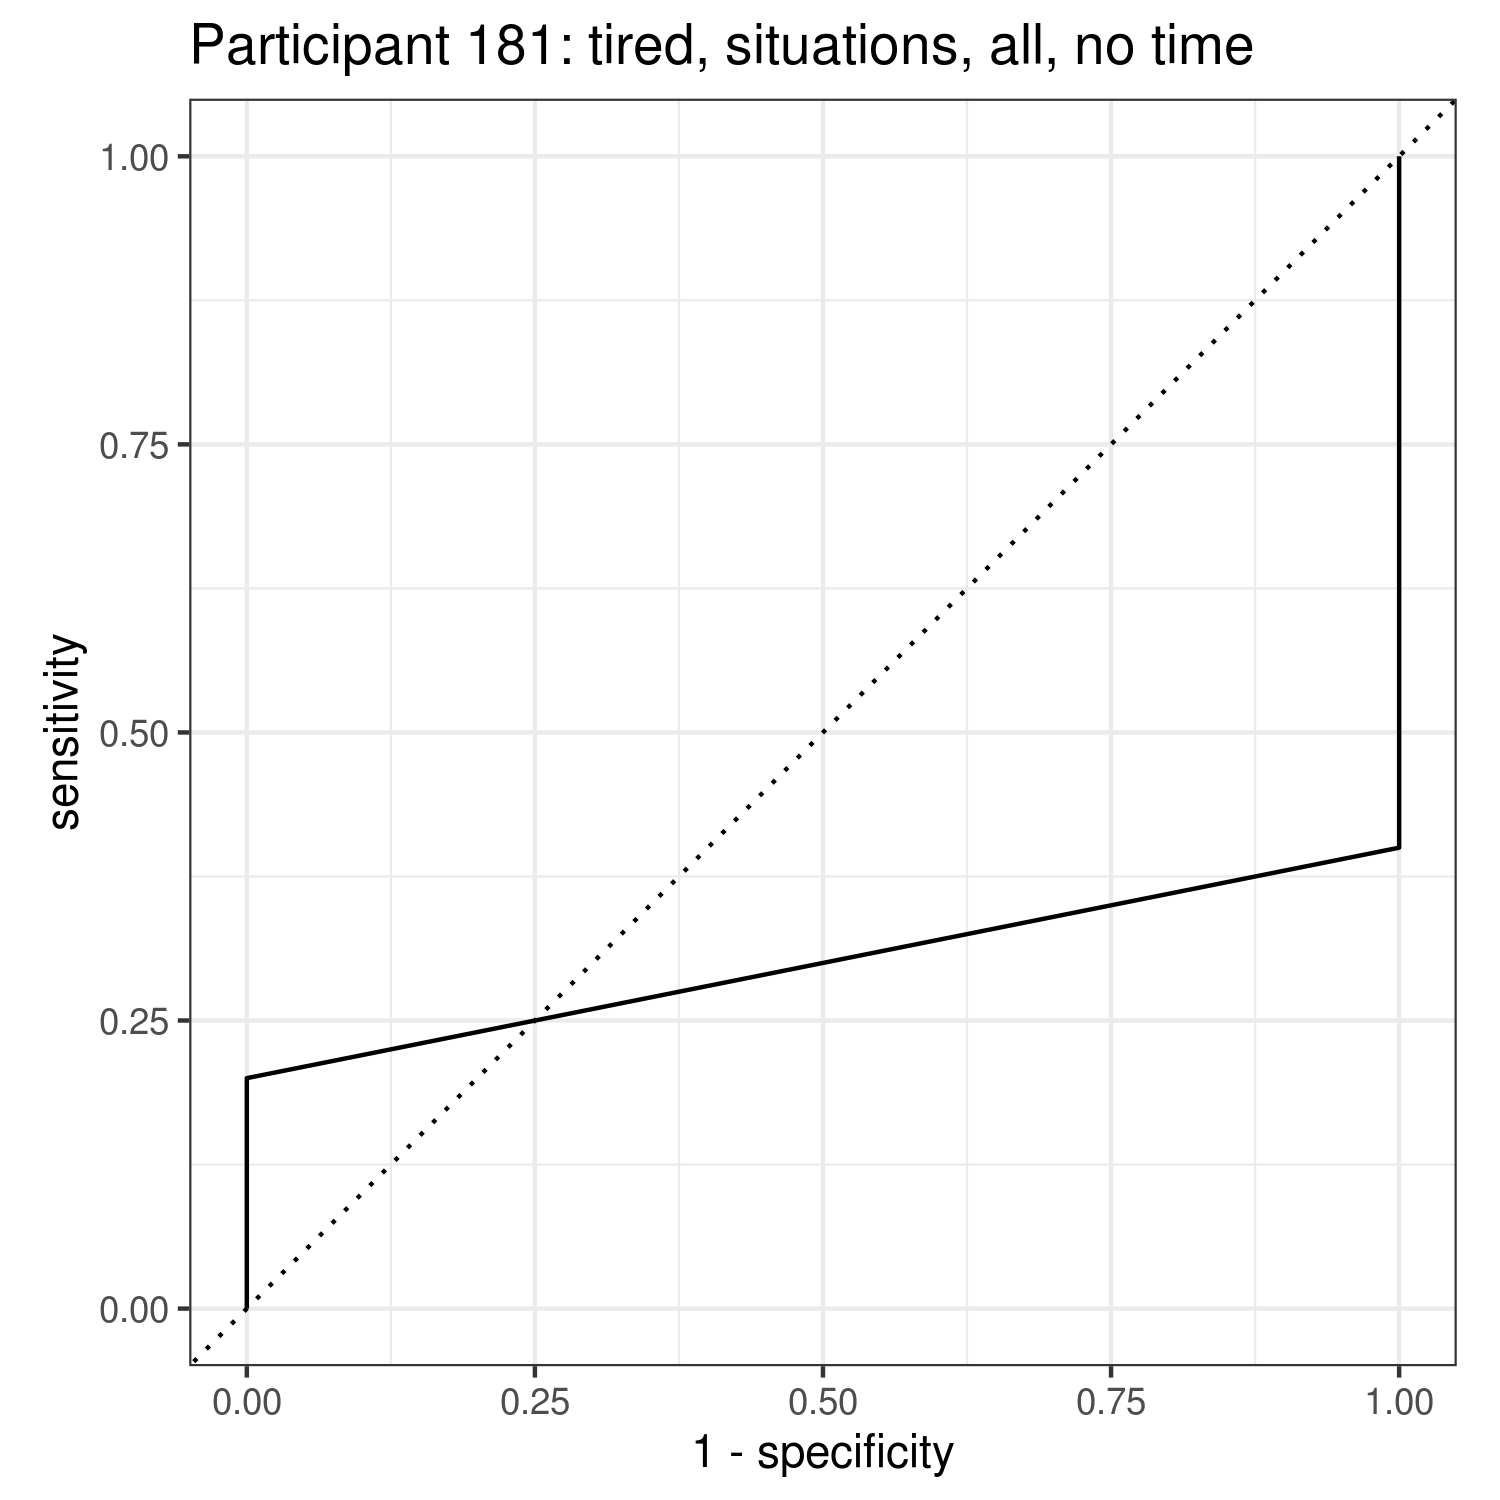 Participant 181: tired, situations, all, no time
1.00
0.75
0.50
0.25
0.00
sensitivity
0.00 0.25 0.50 0.75 1.00
1 - specificity